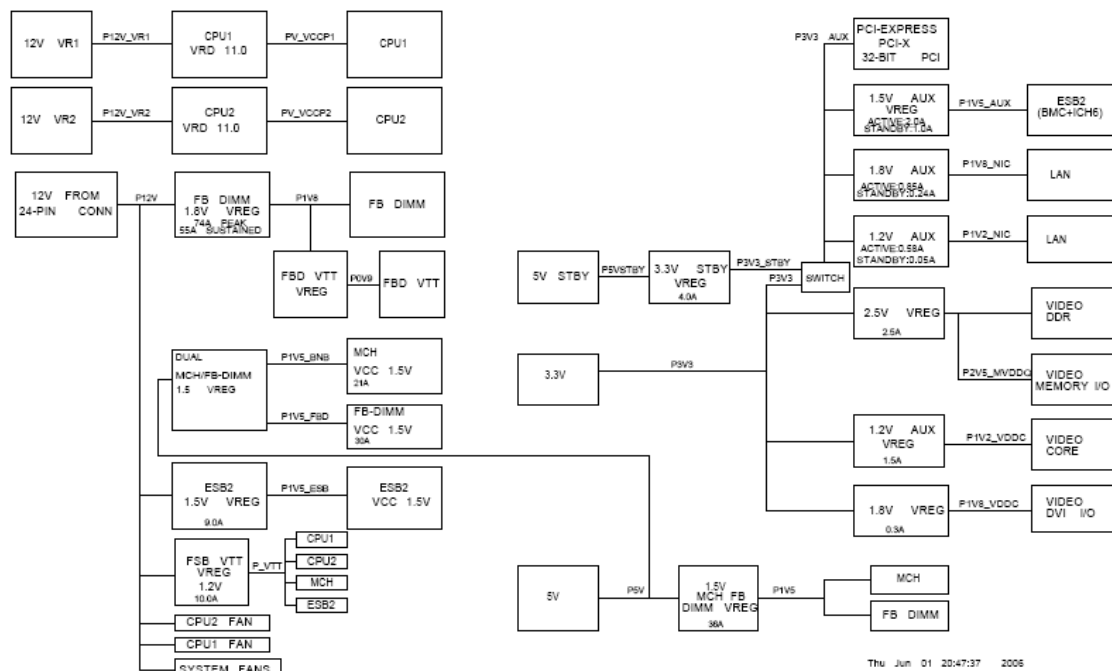 12V VR1
P12V_VR1
CPU1
VRD 11.0
PV_VCCP1
CPU1
12V VR2
P12V_VR2
CPU2
VRD 11.0
PV_VCCP2
CPU2
12V FROM
24-PIN CONN
P12V
FB DIMM
1.8V VREG
74A PEAK
55A SUSTAINED
P1V8
FB DIMM
FBD VTT
VREG
P0V9
FBD VTT
DUAL
MCH/FB-DIMM
1.5 VREG
P1V5_BNB
MCH
VCC 1.5V
21A
P1V5_FBD
FB-DIMM
VCC 1.5V
30A
ESB2
1.5V VREG
9.0A
P1V5_ESB
ESB2
VCC 1.5V
FSB VTT
VREG
1.2V
10.0A
P_VTT
CPU1
CPU2
MCH
ESB2
CPU2 FAN
CPU1 FAN
SYSTEM FANS
P3V3 AUX
PCI-EXPRESS
PCI-X
32-BIT PCI
1.5V AUX
VREG
ACTIVE:2.0A
STANDBY:1.0A
P1V5_AUX
ESB2
(BMC+ICH6)
1.8V AUX
ACTIVE:0.85A
STANDBY:0.24A
P1V8_NIC
LAN
1.2V AUX
ACTIVE:0.58A
STANDBY:0.05A
P1V2_NIC
LAN
5V STBY
P5VSTBY
3.3V STBY
VREG
4.0A
P3V3_STBY
P3V3
SWITCH
2.5V VREG
2.5A
VIDEO
DDR
3.3V
P3V3
P2V5_MVDDQ
VIDEO
MEMORY I/O
1.2V AUX
VREG
1.5A
P1V2_VDDC
VIDEO
CORE
1.8V VREG
0.3A
P1V8_VDDC
VIDEO
DVI I/O
5V
P5V
1.5V
MCH FB
DIMM VREG
36A
P1V5
MCH
FB DIMM
Thu Jun 01 20:47:37 2006